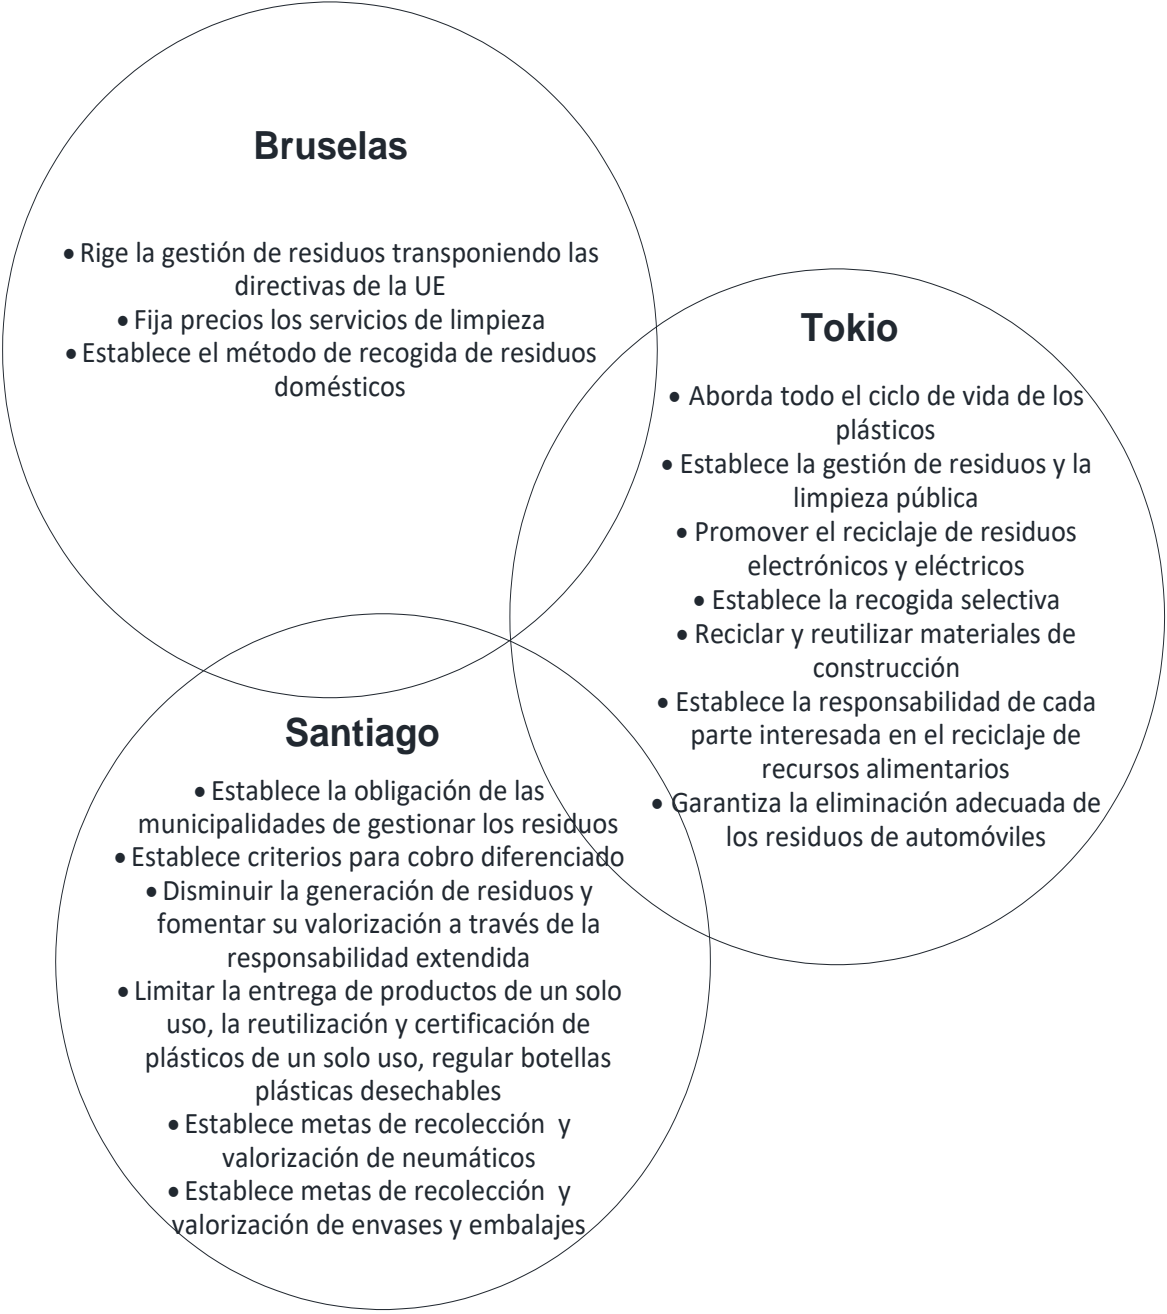 Bruselas
• Rige la gestión de residuos transponiendo las
directivas de la UE
• Fija precios los servicios de limpieza
• Establece el método de recogida de residuos
domésticos
Tokio
• Aborda todo el ciclo de vida de los
plásticos
• Establece la gestión de residuos y la
limpieza pública
• Promover el reciclaje de residuos
electrónicos y eléctricos
• Establece la recogida selectiva
• Reciclar y reutilizar materiales de
construcción
• Establece la responsabilidad de cada
parte interesada en el reciclaje de
recursos alimentarios
• Garantiza la eliminación adecuada de
los residuos de automóviles
Santiago
• Establece la obligación de las
municipalidades de gestionar los residuos
• Establece criterios para cobro diferenciado
• Disminuir la generación de residuos y
fomentar su valorización a través de la
responsabilidad extendida
• Limitar la entrega de productos de un solo
uso, la reutilización y certificación de
plásticos de un solo uso, regular botellas
plásticas desechables
• Establece metas de recolección y
valorización de neumáticos
• Establece metas de recolección y
valorización de envases y embalajes